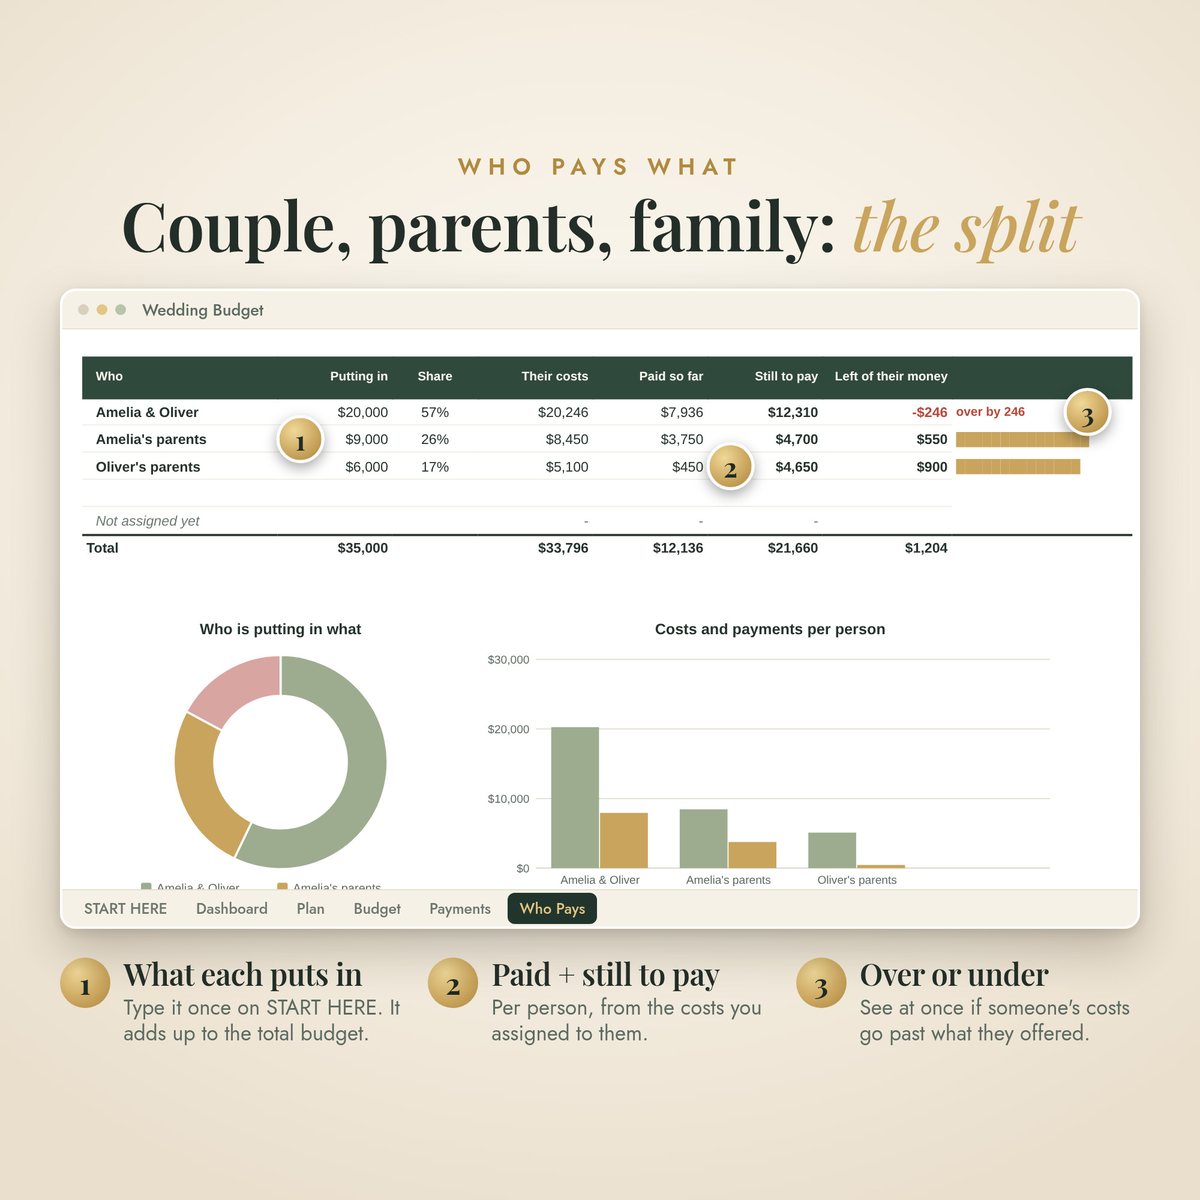 WHO PAYS WHAT
Couple, parents, family: the split
Wedding Budget
Who Putting in Share Their costs Paid so far Still to pay Left of their money
Amelia & Oliver $20,000 57% $20,246 $7,936 $12,310 -$246 over by 246
Amelia's parents $9,000 26% $8,450 $3,750 $4,700 $550
Oliver's parents $6,000 17% $5,100 $450 $4,650 $900
1
2
3
Not assigned yet - - -
Total $35,000 $33,796 $12,136 $21,660 $1,204
Who is putting in what
Amelia & Oliver Amelia's parents
Costs and payments per person
$30,000
$20,000
$10,000
$0
Amelia & Oliver Amelia's parents Oliver's parents
START HERE Dashboard Plan Budget Payments Who Pays
1 What each puts in
Type it once on START HERE. It
adds up to the total budget.
2 Paid + still to pay
Per person, from the costs you
assigned to them.
3 Over or under
See at once if someone's costs
go past what they offered.